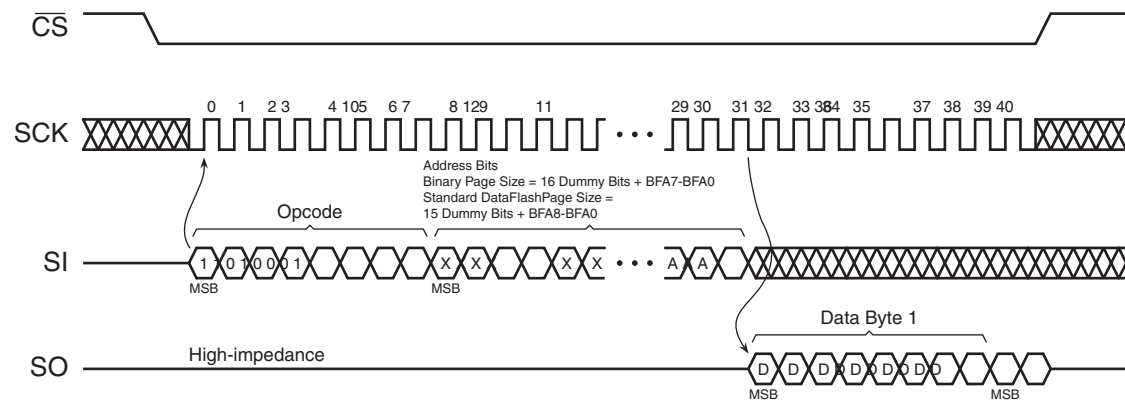 CS
SCK
0 1 2 3 4 10 5 6 7 8 12 9 11 29 30 31 32 33 36 34 35 37 38 39 40
Address Bits
Binary Page Size = 16 Dummy Bits + BFA7-BFA0
Standard DataFlashPage Size =
15 Dummy Bits + BFA8-BFA0
Opcode
SI
1 1 0 1 0 0 0 1 X X X X A A A
MSB MSB
Data Byte 1
High-impedance
SO
D D D D D D D D D D
MSB MSB